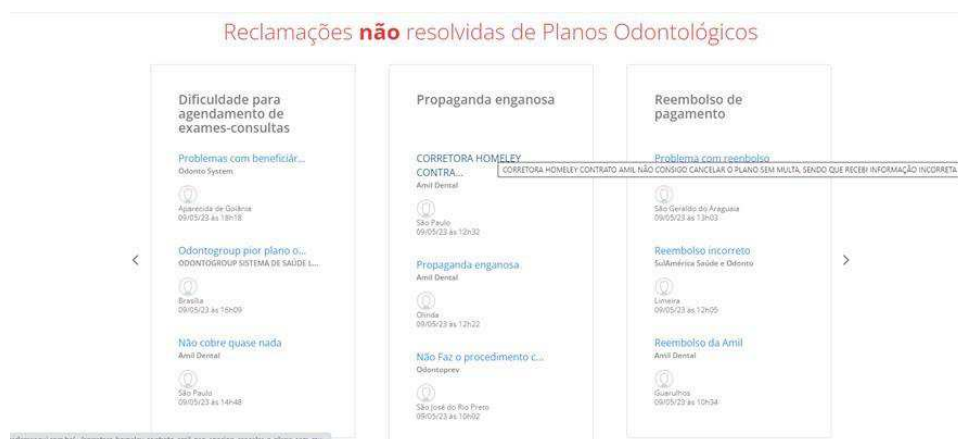 Reclamações não resolvidas de Planos Odontológicos
Dificuldade para
agendamento de
exames-consultas
Problemas com beneficiár...
Odonto System
Aparecida de Goiânia
09/05/23 às 18h18
Odontogroup pior plano o...
ODONTOGROUP SISTEMA DE SAÚDE L...
Brasília
09/05/23 às 16h09
Não cobre quase nada
Amil Dental
São Paulo
09/05/23 às 14h48
Propaganda enganosa
CORRETORA HOMELEY
CONTRA...
CORRETORA HOMELEY CONTRATO AMIL NÃO CONSIGO CANCELAR O PLANO SEM MULTA, SENDO QUE RECEBI INFORMAÇÃO INCORRETA
Amil Dental
São Paulo
09/05/23 às 12h32
Propaganda enganosa
Amil Dental
Olinda
09/05/23 às 12h22
Não Faz o procedimento c...
Odontoprev
São José do Rio Preto
09/05/23 às 10h02
Reembolso de
pagamento
Problema com reenbolso
São Geraldo do Araguaia
09/05/23 às 13h03
Reembolso incorreto
SulAmérica Saúde e Odonto
Limeira
09/05/23 às 12h05
Reembolso da Amil
Amil Dental
Guarulhos
09/05/23 às 10h34